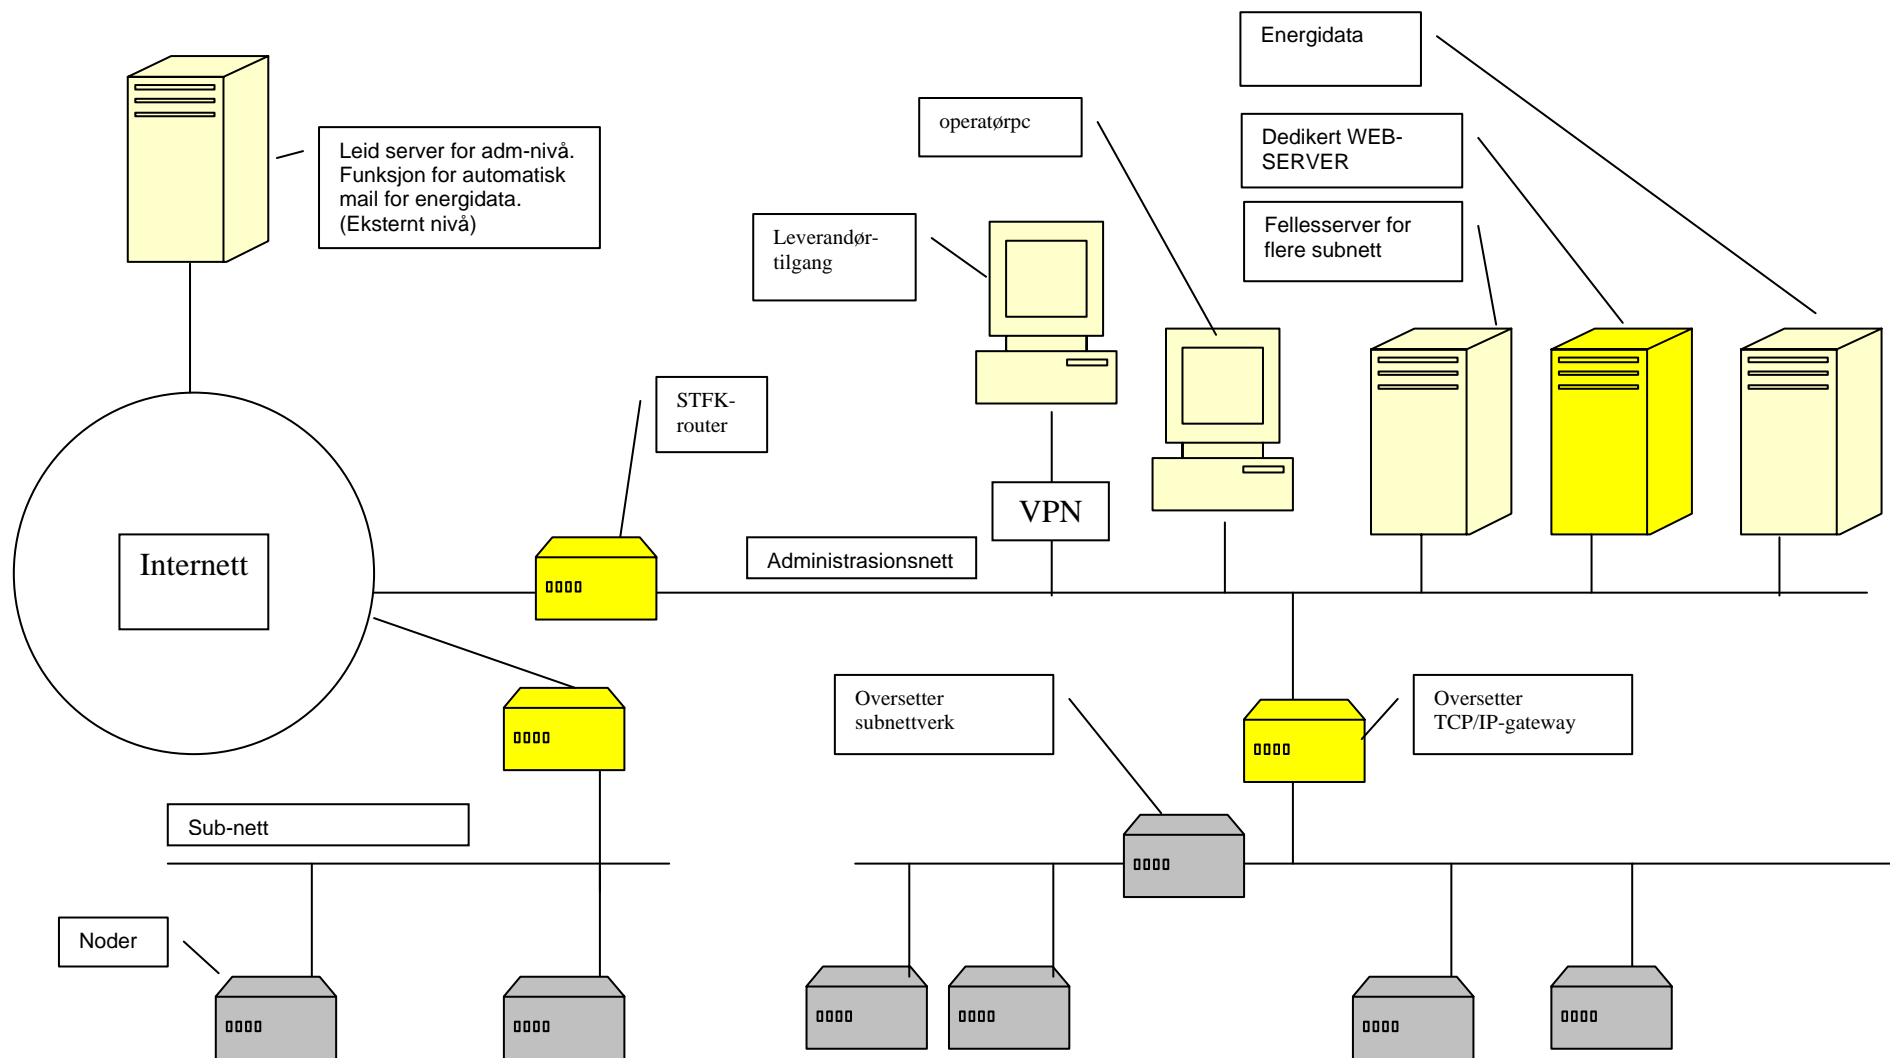 Energidata
operatørpc
Dedikert WEB-
SERVER
Leid server for adm-nivå.
Funksjon for automatisk
mail for energidata.
(Eksternt nivå)
Leverandør-
tilgang
Fellesserver for
flere subnett
STFK-
router
VPN
Internett
Administrasionsnett
Oversetter
subnettverk
Oversetter
TCP/IP-gateway
Sub-nett
Noder